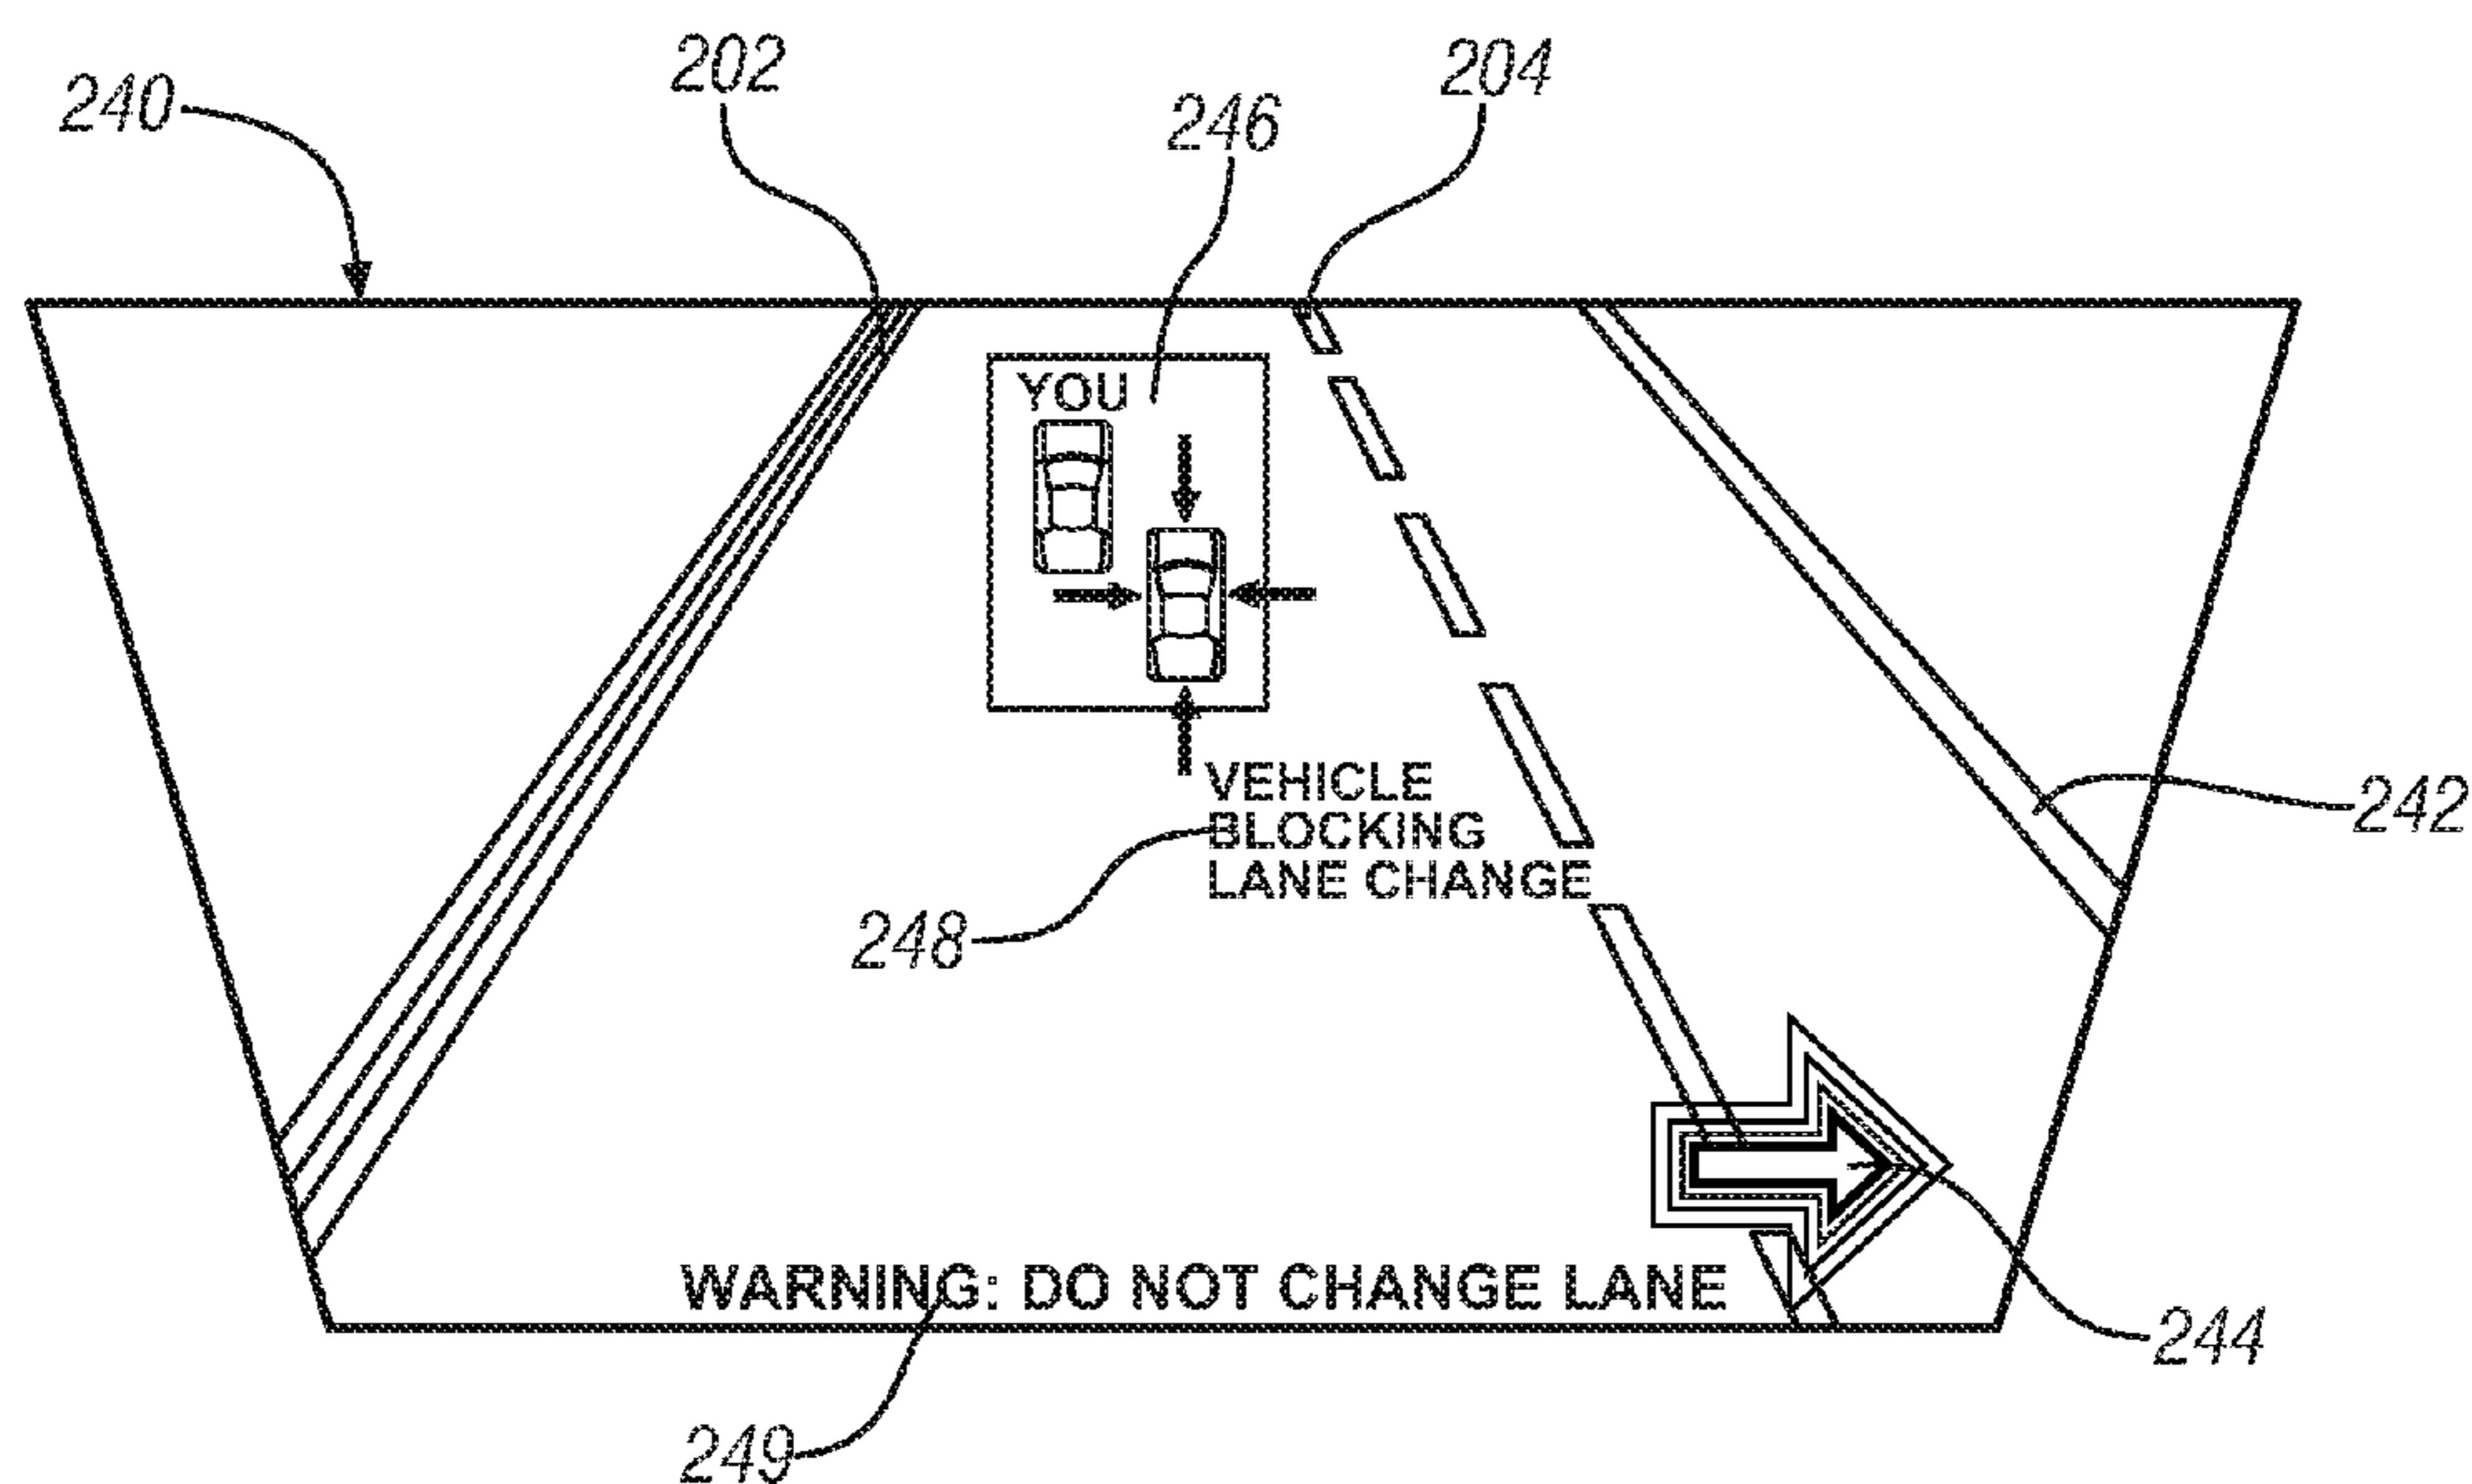 202
204
240
246
YOU
VEHICLE
BLOCKING
LANE CHANGE
242
248
WARNING: DO NOT CHANGE LANE
244
249